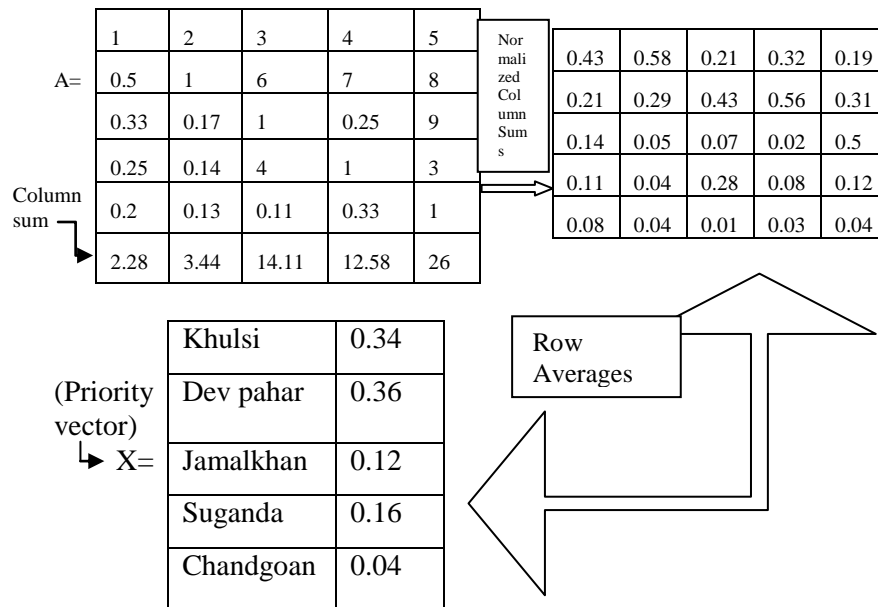 1 2 3 4 5
A= 0.5 1 6 7 8
0.33 0.17 1 0.25 9
0.25 0.14 4 1 3
0.2 0.13 0.11 0.33 1
Column
sum
2.28 3.44 14.11 12.58 26
Nor
mali
zed
Col
umn
Sum
s
0.43 0.58 0.21 0.32 0.19
0.21 0.29 0.43 0.56 0.31
0.14 0.05 0.07 0.02 0.5
0.11 0.04 0.28 0.08 0.12
0.08 0.04 0.01 0.03 0.04
Row
Averages
(Priority
vector)
X=
Khulsi 0.34
Dev pahar 0.36
Jamalkhan 0.12
Suganda 0.16
Chandgoan 0.04